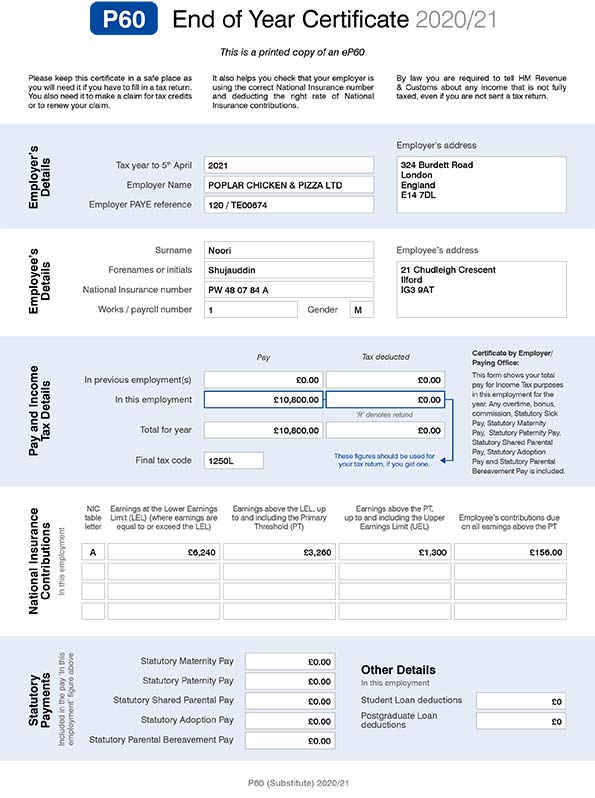 P60 End of Year Certificate 2020/21
This is a printed copy of an eP60
Please keep this certificate in a safe place as
you will need it if you have to fill in a tax return.
You also need it to make a claim for tax credits
or to renew your claim.
It also helps you check that your employer is
using the correct National Insurance number
and deducting the right rate of National
Insurance contributions.
By law you are required to tell HM Revenue
& Customs about any income that is not fully
taxed, even if you are not sent a tax return.
Employer's
Details
Tax year to 5th April 2021
Employer Name POPLAR CHICKEN & PIZZA LTD
Employer PAYE reference 120 / TE00674
Employer's address
324 Burdett Road
London
England
E14 7DL
Employee's
Details
Surname Noori
Forenames or initials Shujauddin
National Insurance number PW 48 07 84 A
Works / payroll number 1 Gender M
Employee's address
21 Chudleigh Crescent
Ilford
IG3 9AT
Pay and Income
Tax Details
Pay Tax deducted
In previous employment(s) £0.00 £0.00
In this employment £10,800.00 £0.00
'R' denotes refund
Total for year £10,800.00 £0.00
Final tax code 1250L
These figures should be used for
your tax return, if you get one.
Certificate by Employer/
Paying Office:
This form shows your total
pay for Income Tax purposes
in this employment for the
year. Any overtime, bonus,
commission, Statutory Sick
Pay, Statutory Maternity
Pay, Statutory Paternity Pay,
Statutory Shared Parental
Pay, Statutory Adoption
Pay and Statutory Parental
Bereavement Pay is included.
National Insurance
Contributions
In this employment
NIC
table
letter
Earnings at the Lower Earnings
Limit (LEL) (where earnings are
equal to or exceed the LEL)
Earnings above the LEL, up
to and including the Primary
Threshold (PT)
Earnings above the PT,
up to and including the Upper
Earnings Limit (UEL)
Employee's contributions due
on all earnings above the PT
A £6,240 £3,260 £1,300 £156.00
Statutory
Payments
Included in the pay 'In this
employment' figure above
Statutory Maternity Pay £0.00
Statutory Paternity Pay £0.00
Statutory Shared Parental Pay £0.00
Statutory Adoption Pay £0.00
Statutory Parental Bereavement Pay £0.00
Other Details
In this employment
Student Loan deductions £0
Postgraduate Loan
deductions £0
P60 (Substitute) 2020/21